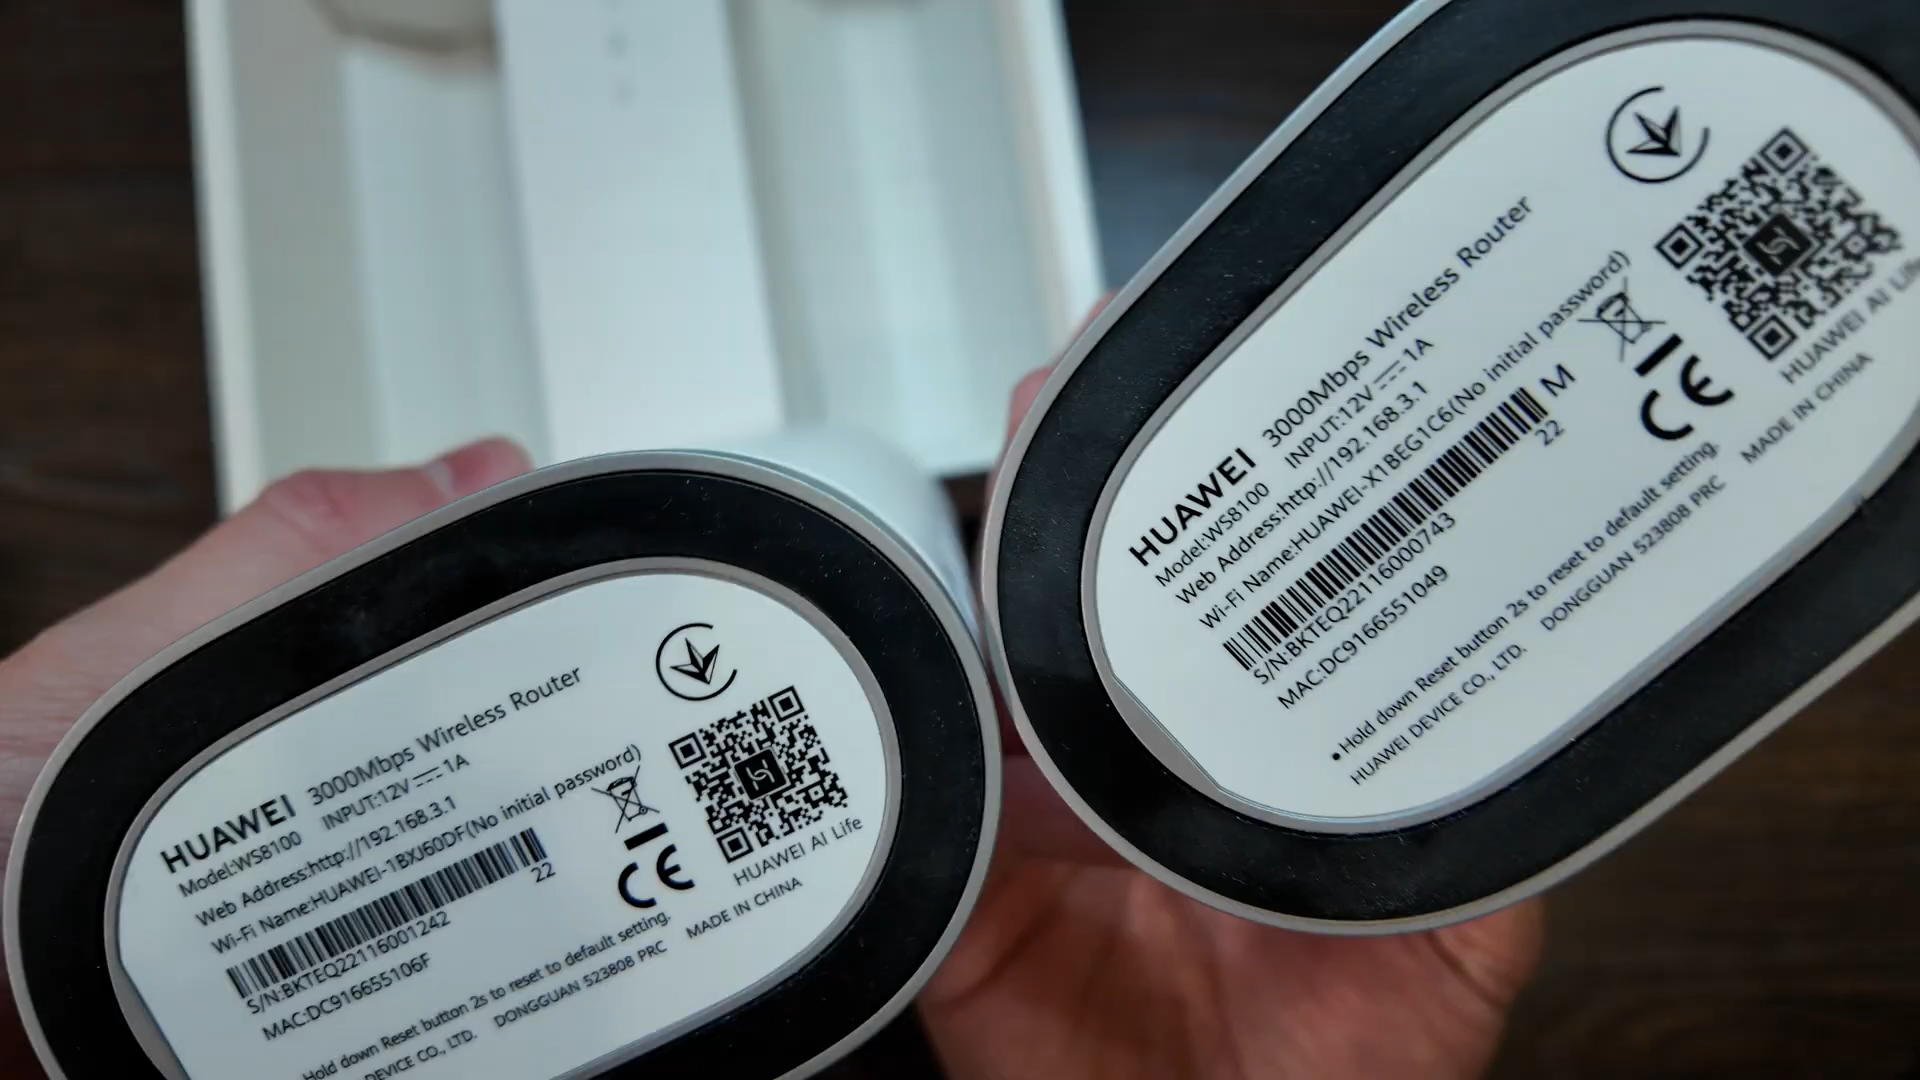 HUAWEI 3000Mbps Wireless Router
Model:WS8100 INPUT:12V 1A
Web Address:http://192.168.3.1
Wi-Fi Name:HUAWEI-1BXJ60DF(No initial password)
22
S/N:BKTEQ22116001242
MAC:DC916655106F
CE
HUAWEI AI Life
MADE IN CHINA
Hold down Reset button 2s to reset to default setting.
DEVICE CO., LTD. DONGGUAN 523808 PRC
HUAWEI 3000Mbps Wireless Router
Model:WS8100 INPUT:12V 1A
Web Address:http://192.168.3.1
Wi-Fi Name:HUAWEI-X1BEG1C6(No initial password)
M
22
S/N:BKTEQ22116000743
MAC:DC9166551049
CE
HUAWEI AI Life
MADE IN CHINA
• Hold down Reset button 2s to reset to default setting.
HUAWEI DEVICE CO., LTD. DONGGUAN 523808 PRC